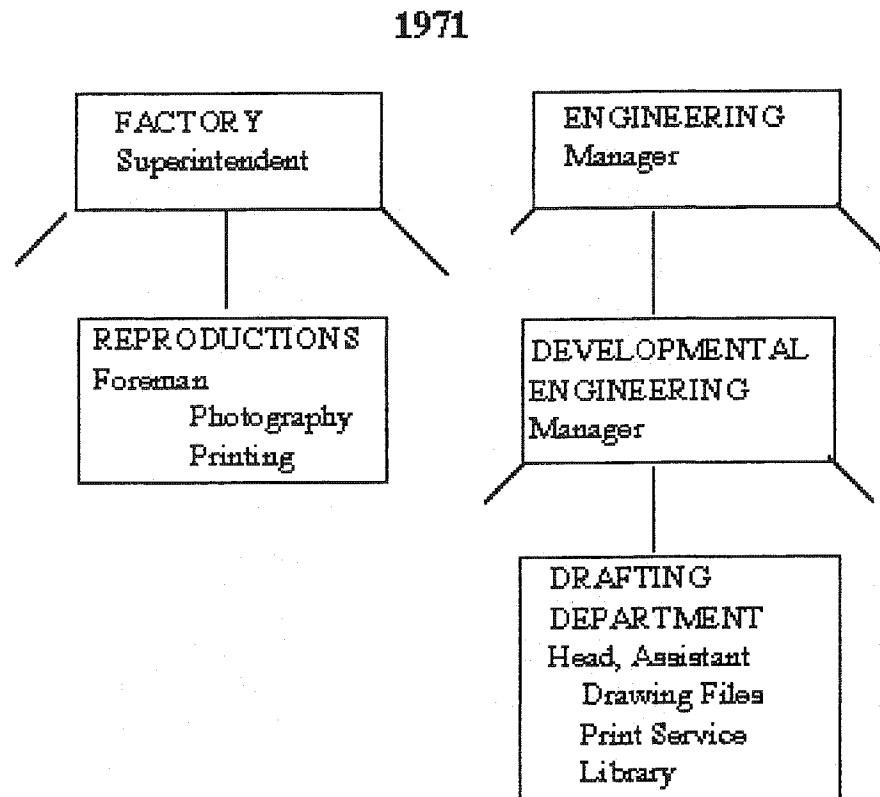 1971
FACTORY
Superintendent
ENGINEERING
Manager
REPRODUCTIONS
Foreman
Photography
Printing
DEVELOPMENTAL
ENGINEERING
Manager
DRAFTING
DEPARTMENT
Head, Assistant
Drawing Files
Print Service
Library